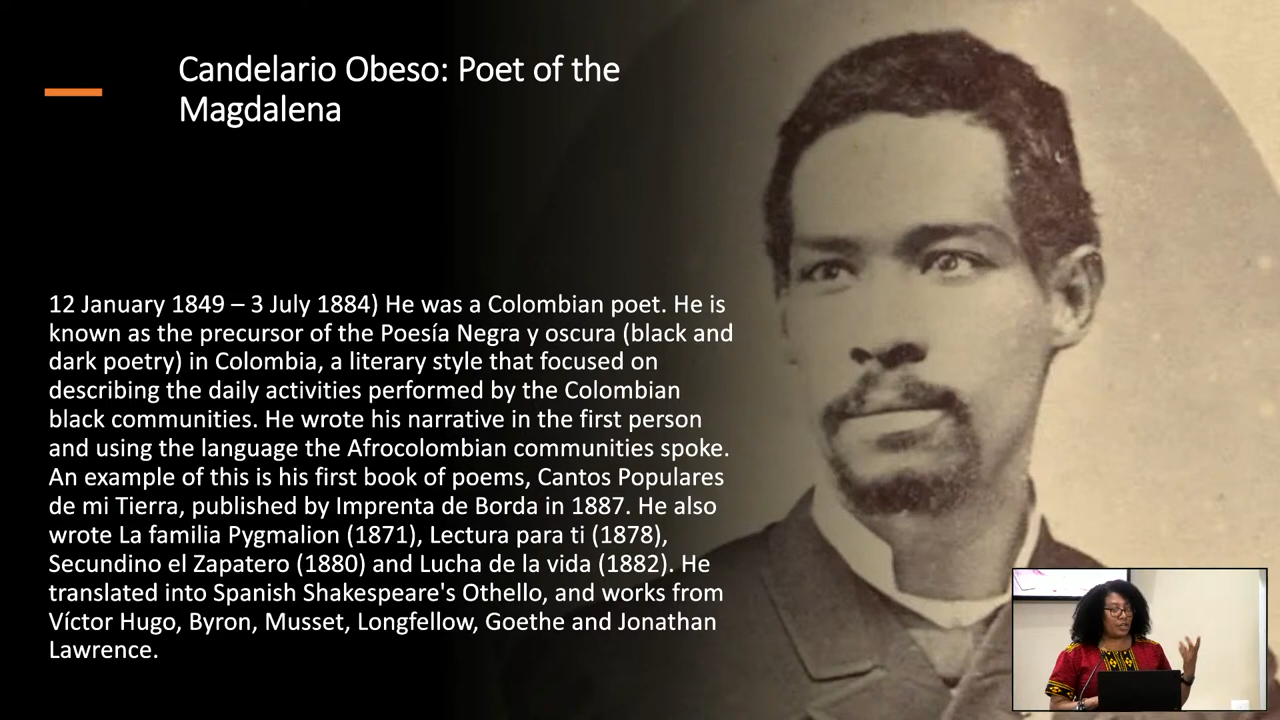 Candelario Obeso: Poet of the
Magdalena
12 January 1849 – 3 July 1884) He was a Colombian poet. He is
known as the precursor of the Poesía Negra y oscura (black and
dark poetry) in Colombia, a literary style that focused on
describing the daily activities performed by the Colombian
black communities. He wrote his narrative in the first person
and using the language the Afrocolombian communities spoke.
An example of this is his first book of poems, Cantos Populares
de mi Tierra, published by Imprenta de Borda in 1887. He also
wrote La familia Pygmalion (1871), Lectura para ti (1878),
Secundino el Zapatero (1880) and Lucha de la vida (1882). He
translated into Spanish Shakespeare's Othello, and works from
Víctor Hugo, Byron, Musset, Longfellow, Goethe and Jonathan
Lawrence.